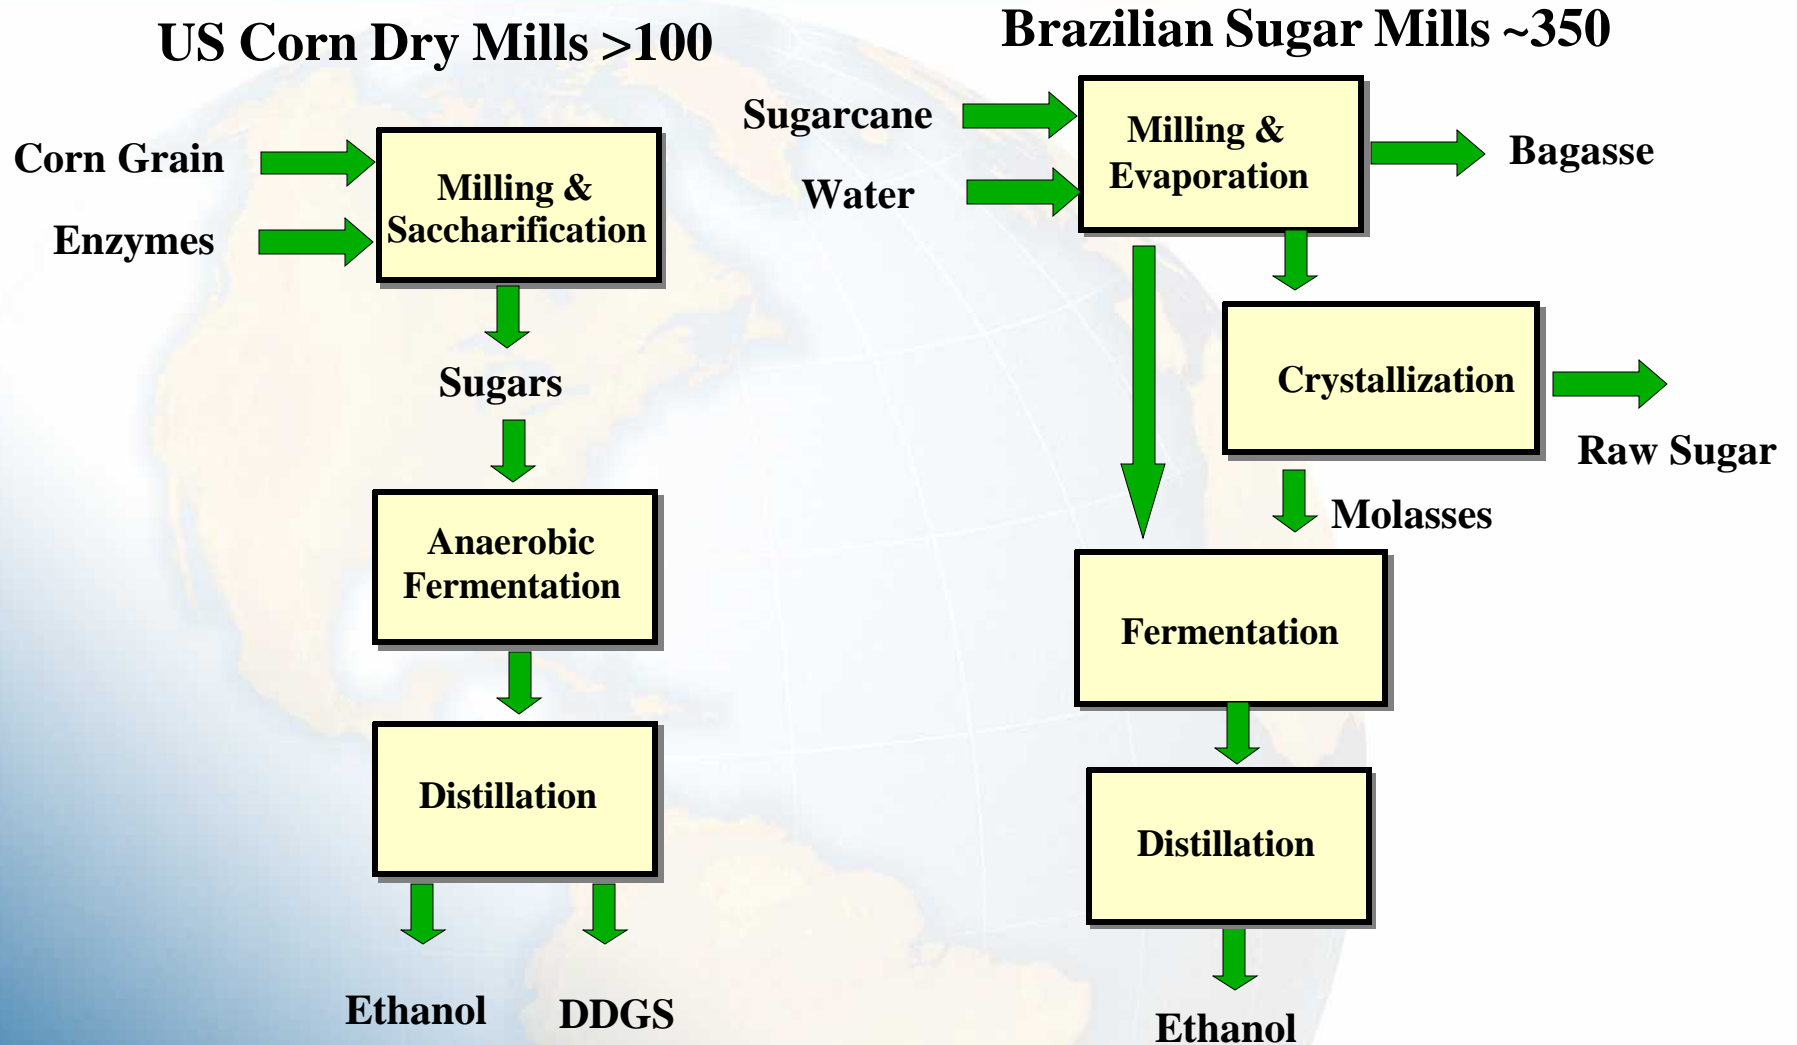 US Corn Dry Mills >100
Corn Grain
Enzymes
Milling &
Saccharification
Sugars
Anaerobic
Fermentation
Distillation
Ethanol
DDGS
Brazilian Sugar Mills ~350
Sugarcane
Water
Milling &
Evaporation
Bagasse
Crystallization
Raw Sugar
Molasses
Fermentation
Distillation
Ethanol